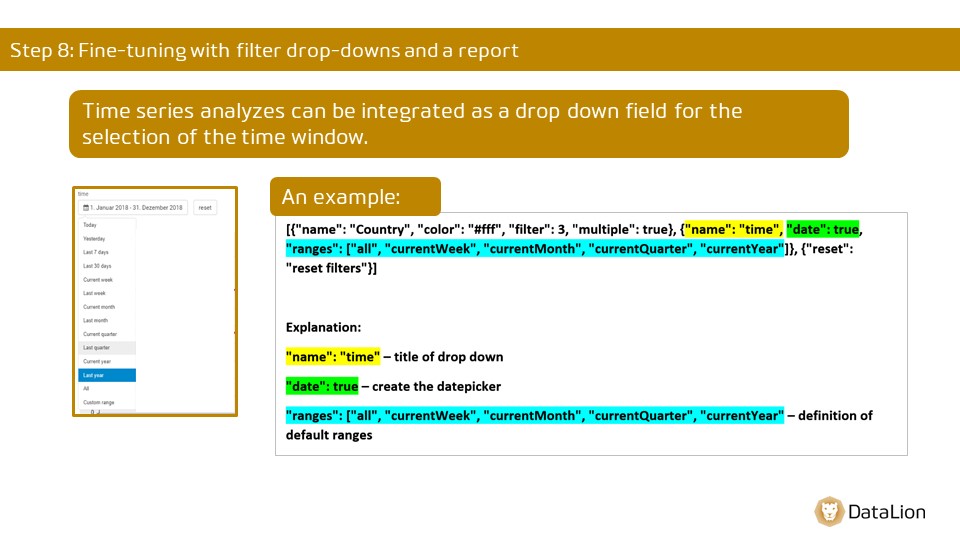 Step 8: Fine-tuning with filter drop-downs and a report
Time series analyzes can be integrated as a drop down field for the
selection of the time window.
time
1. Januar 2018 - 31. Dezember 2018 reset
Today
Yesterday
Last 7 days
Last 30 days
Current week
Last week
Current month
Last month
Current quarter
Last quarter
Current year
Last year
All
Custom range
An example:
[{"name": "Country", "color": "#fff", "filter": 3, "multiple": true}, {"name": "time", "date": true,
"ranges": ["all", "currentWeek", "currentMonth", "currentQuarter", "currentYear"]}, {"reset":
"reset filters"}]
Explanation:
"name": "time" – title of drop down
"date": true – create the datepicker
"ranges": ["all", "currentWeek", "currentMonth", "currentQuarter", "currentYear" – definition of
default ranges
DataLion